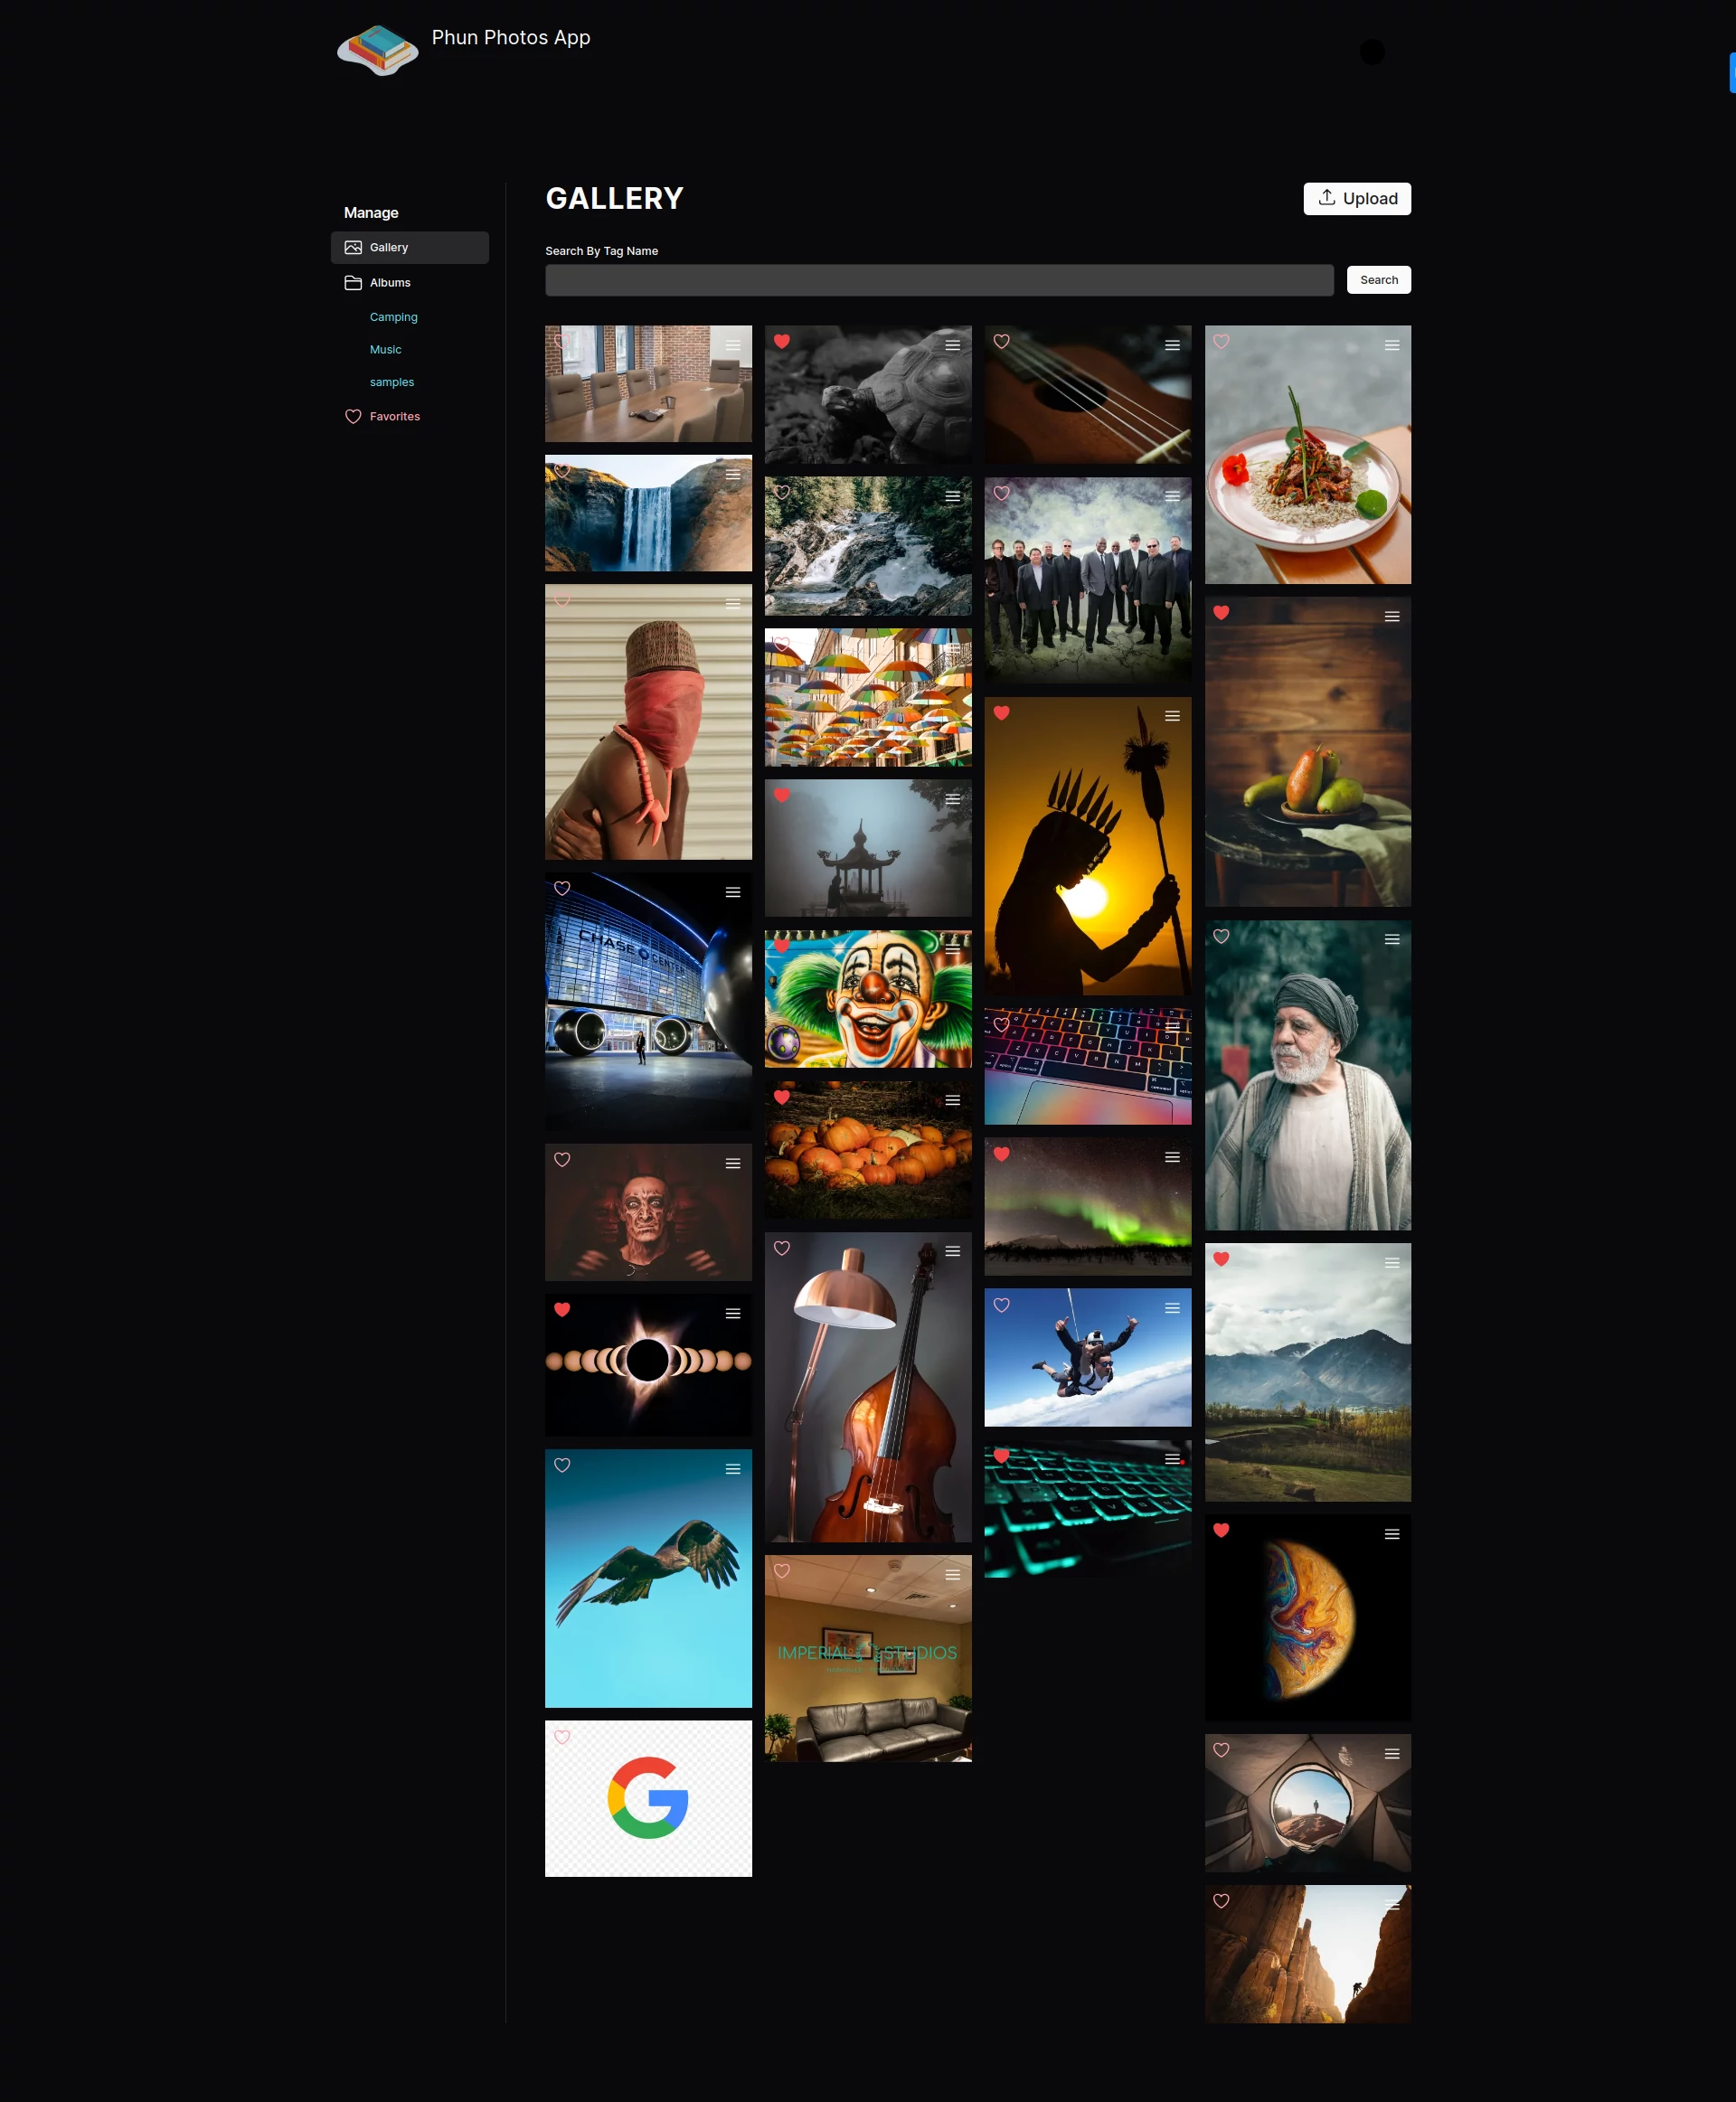 Phun Photos App
Manage
Gallery
Albums
Camping
Music
samples
Favorites
GALLERY
Upload
Search By Tag Name
Search
CHASE CENTER
IMPERIAL STUDIOS